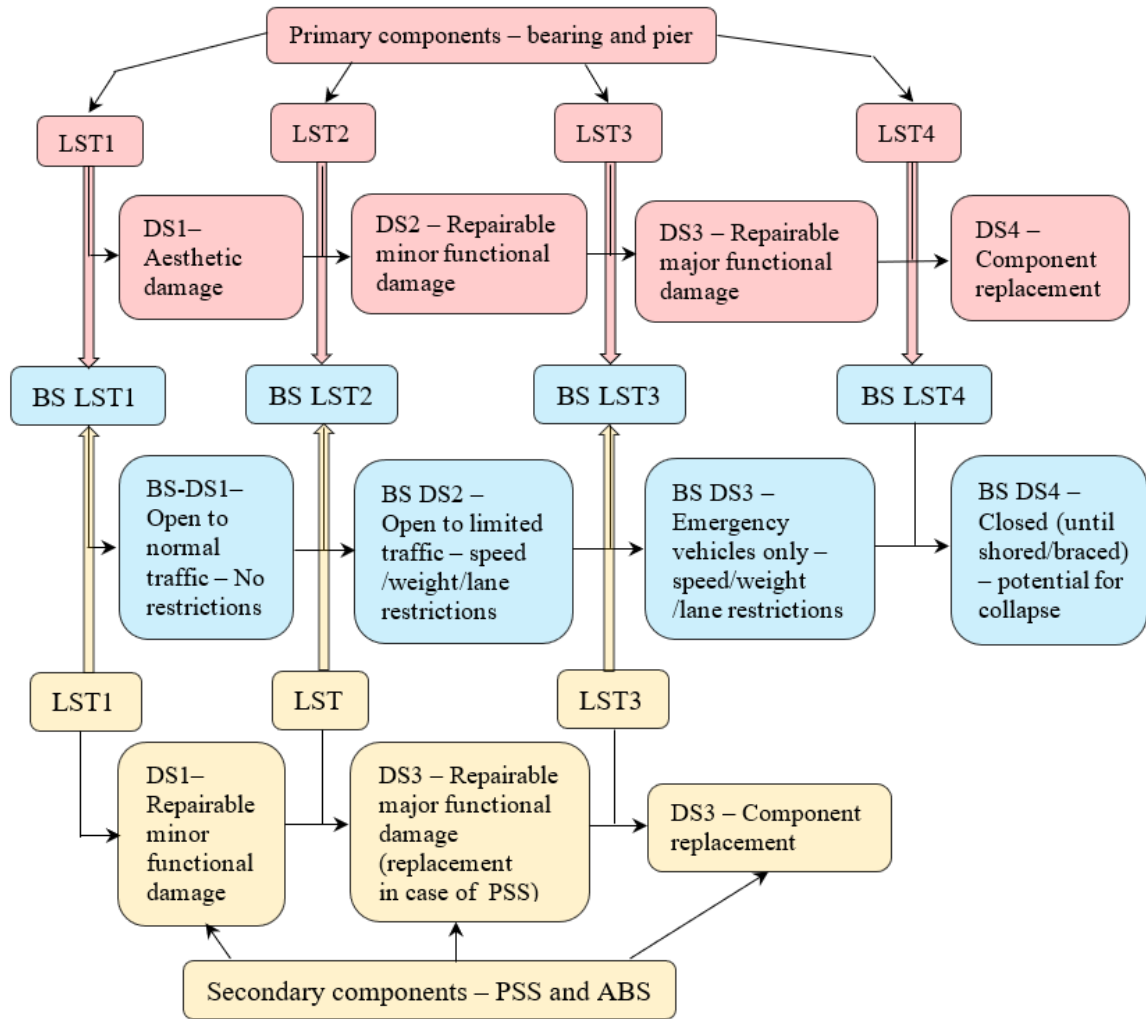 Primary components – bearing and pier
LST1
LST2
LST3
LST4
DS1–
Aesthetic
damage
DS2 – Repairable
minor functional
damage
DS3 – Repairable
major functional
damage
DS4 –
Component
replacement
BS LST1
BS LST2
BS LST3
BS LST4
BS-DS1–
Open to
normal
traffic – No
restrictions
BS DS2 –
Open to limited
traffic – speed
/weight/lane
restrictions
BS DS3 –
Emergency
vehicles only –
speed/weight
/lane restrictions
BS DS4 –
Closed (until
shored/braced)
– potential for
collapse
LST1
LST
LST3
DS1–
Repairable
minor
functional
damage
DS3 – Repairable
major functional
damage
(replacement
in case of PSS)
DS3 – Component
replacement
Secondary components – PSS and ABS